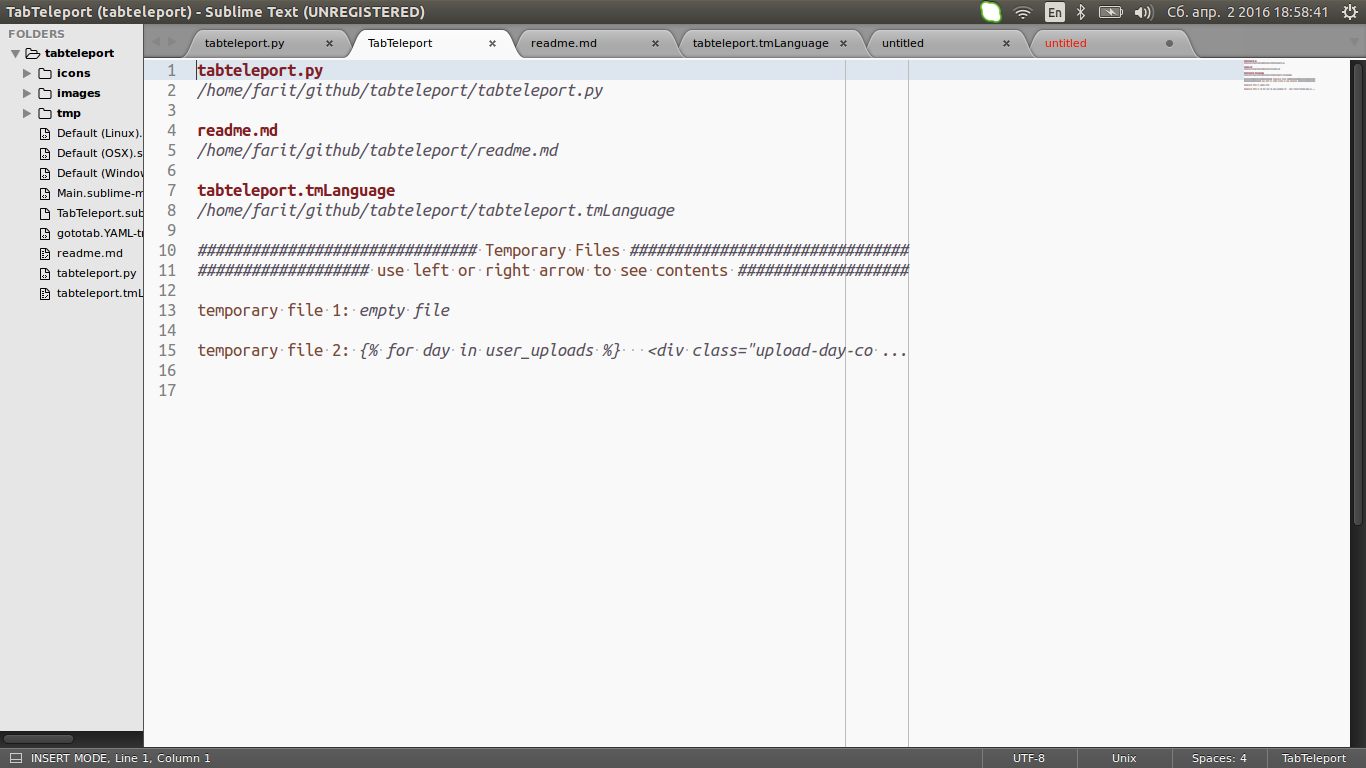 TabTeleport (tabteleport) - Sublime Text (UNREGISTERED)
En
Сб. апр. 2 2016 18:58:41
FOLDERS
tabteleport
icons
images
tmp
Default (Linux).
Default (OSX).s
Default (Window
Main.sublime-m
TabTeleport.sub
gototab.YAML-tm
readme.md
tabteleport.py
tabteleport.tmL
tabteleport.py
TabTeleport
readme.md
tabteleport.tmLanguage
untitled
untitled
1 tabteleport.py
2 /home/farit/github/tabteleport/tabteleport.py
3
4 readme.md
5 /home/farit/github/tabteleport/readme.md
6
7 tabteleport.tmLanguage
8 /home/farit/github/tabteleport/tabteleport.tmLanguage
9
10 ############################### Temporary Files ###############################
11 ################### use left or right arrow to see contents ###################
12
13 temporary file 1: empty file
14
15 temporary file 2: {% for day in user_uploads %}   <div class="upload-day-co ...
16
17
INSERT MODE, Line 1, Column 1
UTF-8
Unix
Spaces: 4
TabTeleport